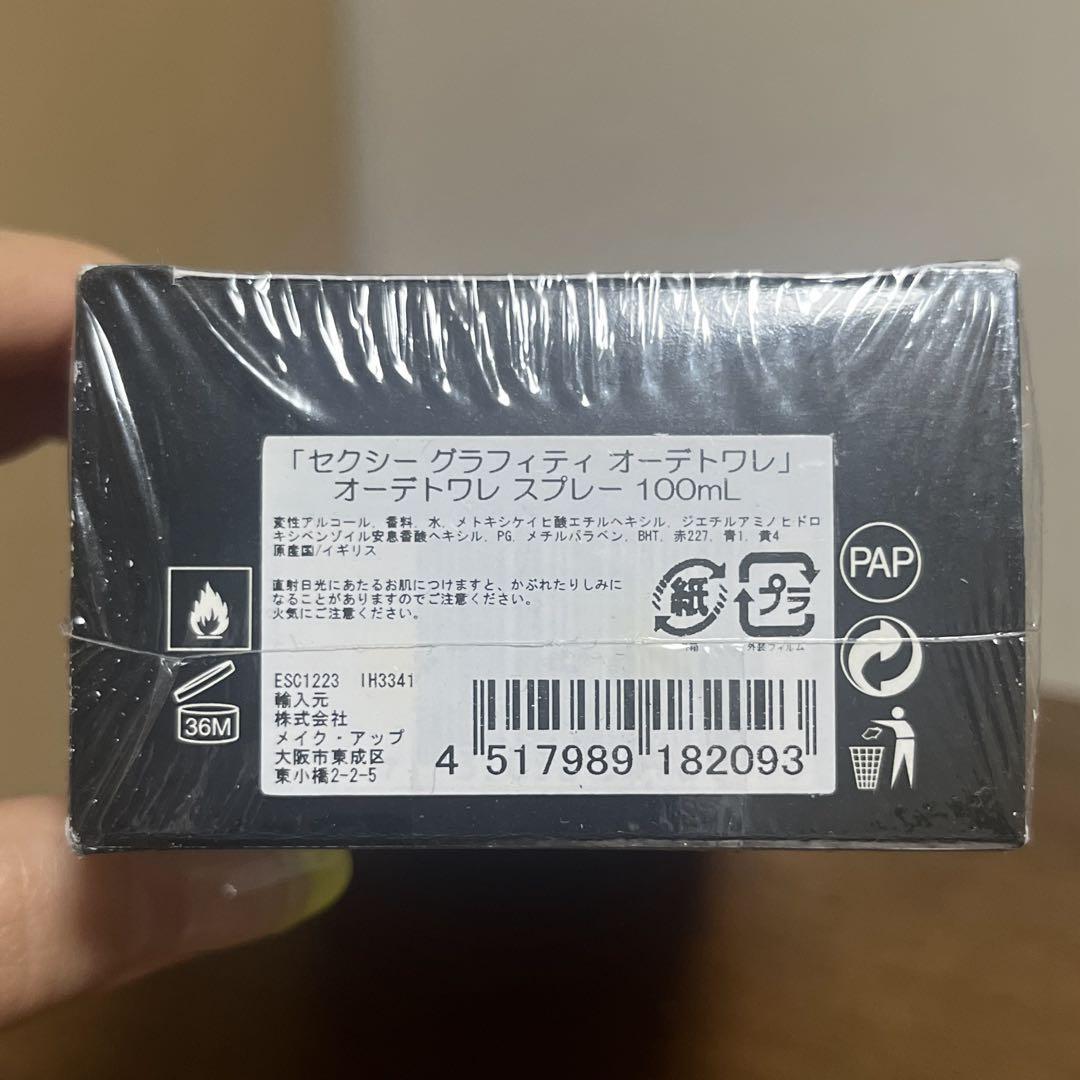 「セクシー グラフィティ オーデトワレ」
オーデトワレ スプレー 100mL
変性アルコール, 香料, 水, メトキシケイヒ酸エチルヘキシル, ジエチルアミノヒドロ
キシベンゾイル安息香酸ヘキシル, PG, メチルパラベン, BHT, 赤227, 青1, 黄4
原産国/イギリス
直射日光にあたるお肌につけますと、かぶれたりしみに
なることがありますのでご注意ください。
火気にご注意ください。
紙
箱
プラ
外装フィルム
PAP
36M
ESC1223 IH3341
輸入元
株式会社
メイク・アップ
大阪市東成区
東小橋2-2-5
4 517989 182093